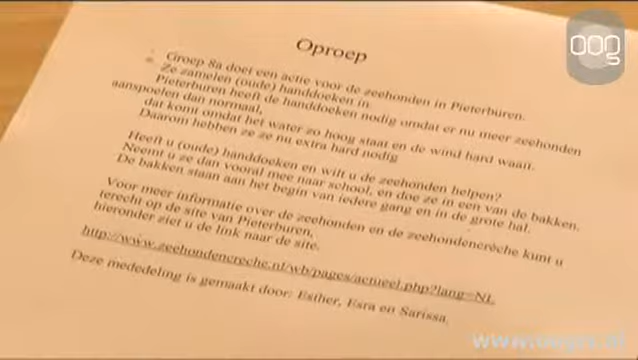 Oproep
Groep 8a doet een actie voor de zeehonden in Pieterburen.
Ze zamelen (oude) handdoeken in.
Pieterburen heeft de handdoeken nodig omdat er nu meer zeehonden
aanspoelen dan normaal,
dat komt omdat het water zo hoog staat en de wind hard waait.
Daarom hebben ze ze nu extra hard nodig
Heeft u (oude) handdoeken en wilt u de zeehonden helpen?
Neemt u ze dan vooral mee naar school, en doe ze in een van de bakken.
De bakken staan aan het begin van iedere gang en in de grote hal.
Voor meer informatie over de zeehonden en de zeehondencrèche kunt u
terecht op de site van Pieterburen,
hieronder ziet u de link naar de site.
http://www.zeehondencreche.nl/wb/pages/actueel.php?lang=NL
Deze mededeling is gemaakt door: Esther, Esra en Sarissa.
oog